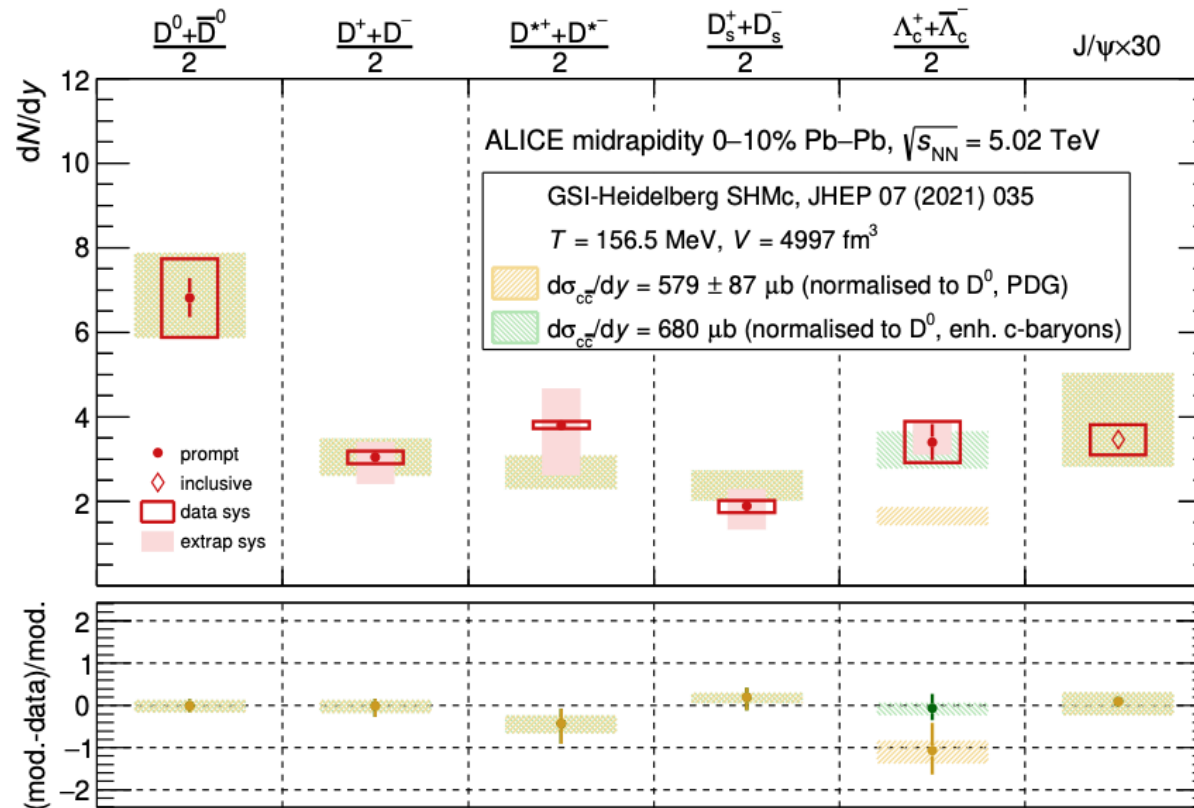 (D⁰+D̅⁰)/2 (D⁺+D⁻)/2 (D*⁺+D*⁻)/2 (Dₛ⁺+Dₛ⁻)/2 (Λ_c⁺+Λ̅_c⁻)/2 J/ψ×30
dN/dy
12
10
8
6
4
2
ALICE midrapidity 0–10% Pb–Pb, √s_NN = 5.02 TeV
GSI-Heidelberg SHMc, JHEP 07 (2021) 035
T = 156.5 MeV, V = 4997 fm³
dσ_cc̅/dy = 579 ± 87 μb (normalised to D⁰, PDG)
dσ_cc̅/dy = 680 μb (normalised to D⁰, enh. c-baryons)
prompt
inclusive
data sys
extrap sys
(mod.-data)/mod.
2
1
0
−1
−2